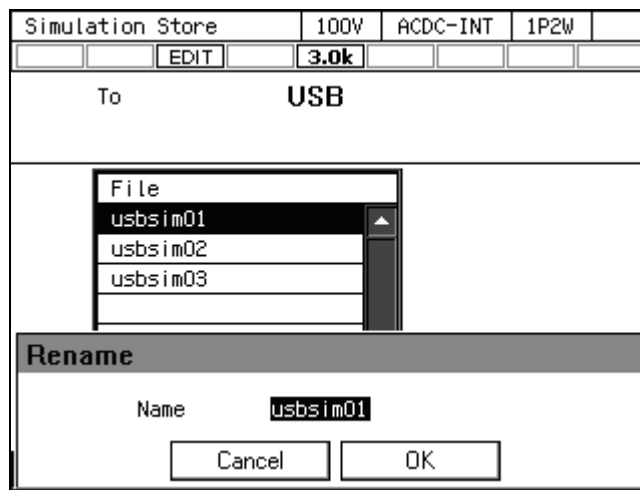 Simulation Store 100V ACDC-INT 1P2W
EDIT 3.0k
To USB
File
usbsim01
usbsim02
usbsim03
Rename
Name usbsim01
Cancel OK